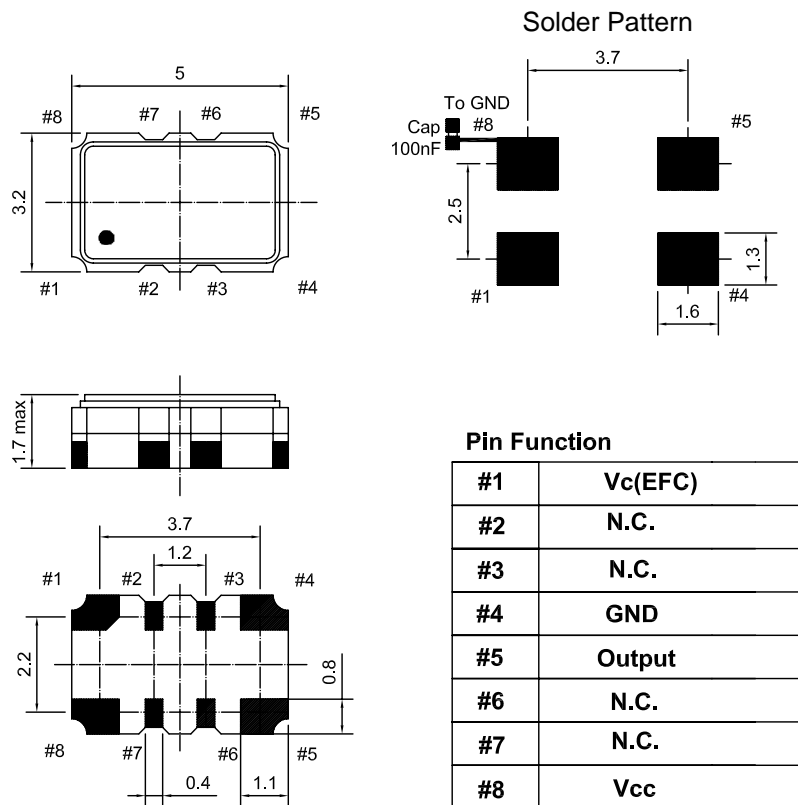 Solder Pattern
5
#8
#7
#6
#5
3.2
#1
#2
#3
#4
3.7
To GND
Cap
#8
100nF
#5
2.5
1.3
#1
#4
1.6
1.7 max
3.7
1.2
#1
#2
#3
#4
2.2
0.8
#8
#7
#6
#5
0.4
1.1
Pin Function
#1 Vc(EFC)
#2 N.C.
#3 N.C.
#4 GND
#5 Output
#6 N.C.
#7 N.C.
#8 Vcc